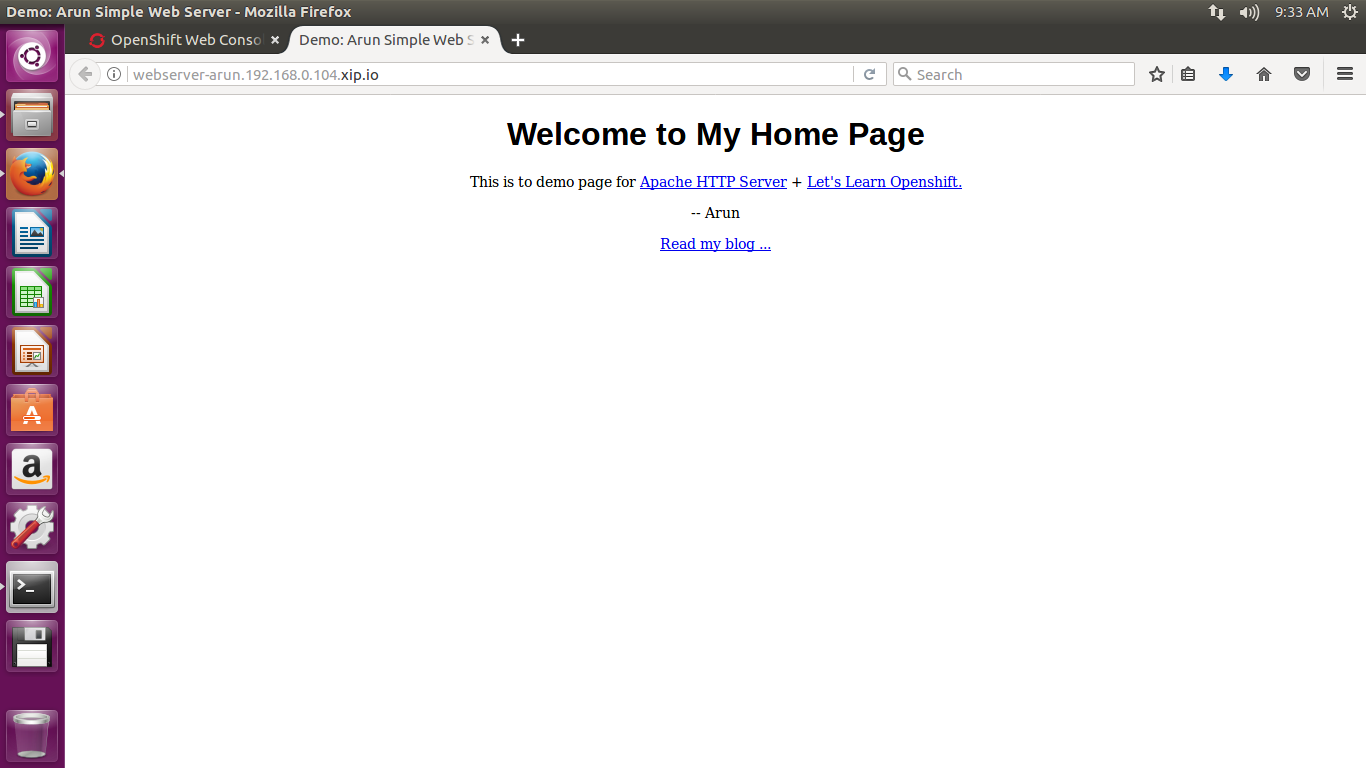 Demo: Arun Simple Web Server - Mozilla Firefox
9:33 AM
OpenShift Web Conso
Demo: Arun Simple Web S
webserver-arun.192.168.0.104.xip.io
Search
Welcome to My Home Page
This is to demo page for Apache HTTP Server + Let's Learn Openshift.
-- Arun
Read my blog ...